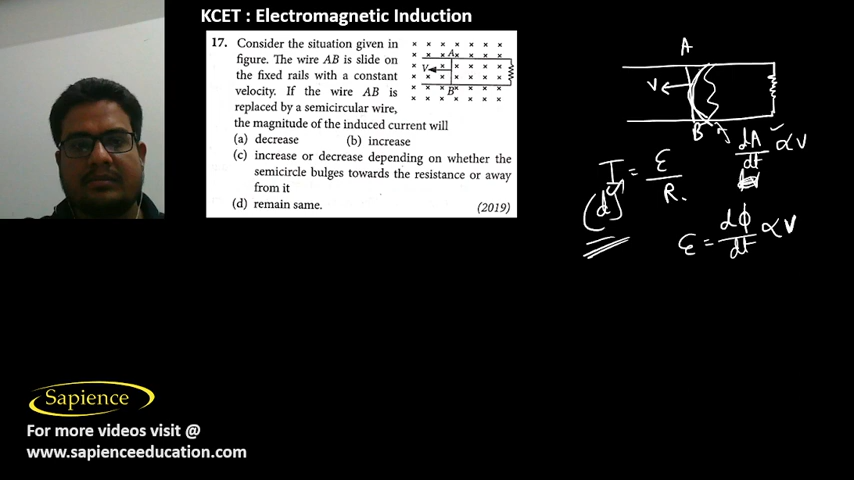 KCET : Electromagnetic Induction
17. Consider the situation given in
figure. The wire AB is slide on
the fixed rails with a constant
velocity. If the wire AB is
replaced by a semicircular wire,
the magnitude of the induced current will
(a) decrease (b) increase
(c) increase or decrease depending on whether the
semicircle bulges towards the resistance or away
from it
(d) remain same. (2019)
A
V
B
A
V
B
dA/dt ∝ v
I = ε/R
(d)
ε = dϕ/dt ∝ v
Sapience
For more videos visit @
www.sapienceeducation.com